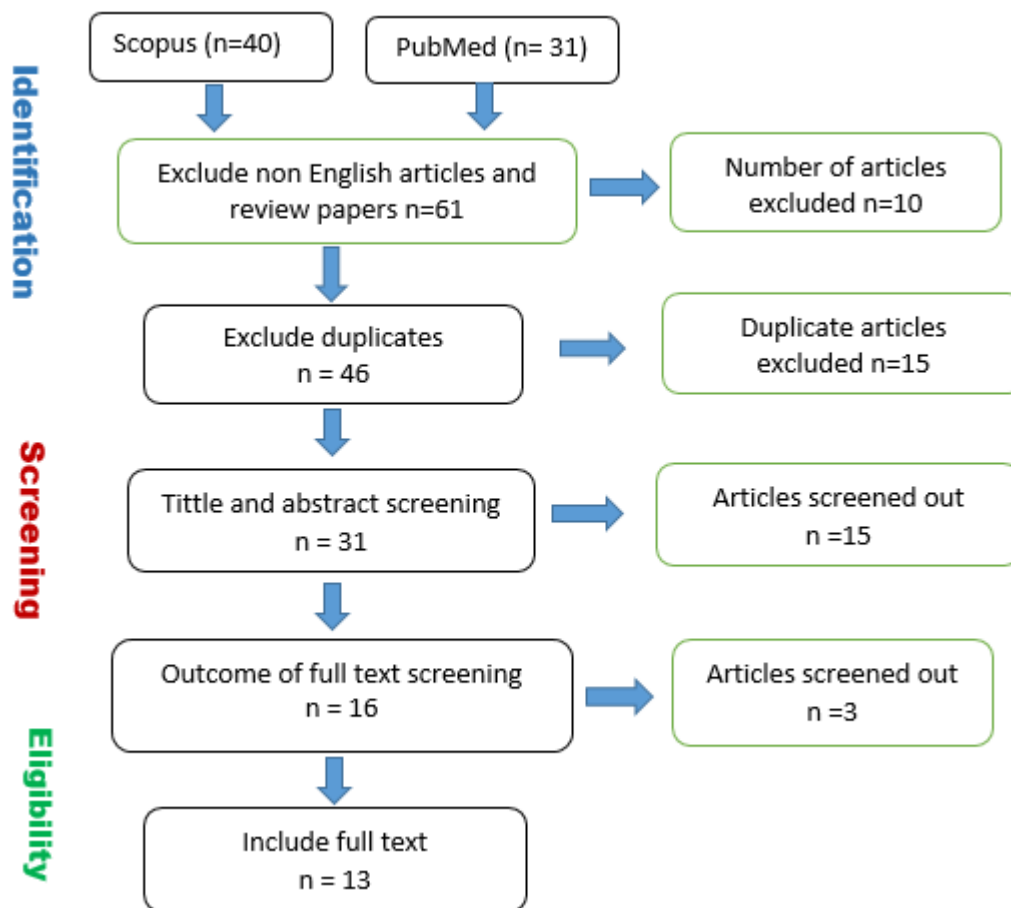 Identification
Scopus (n=40)
PubMed (n= 31)
Exclude non English articles and
review papers n=61
Number of articles
excluded n=10
Exclude duplicates
n = 46
Duplicate articles
excluded n=15
Screening
Tittle and abstract screening
n = 31
Articles screened out
n =15
Outcome of full text screening
n = 16
Articles screened out
n =3
Eligibility
Include full text
n = 13